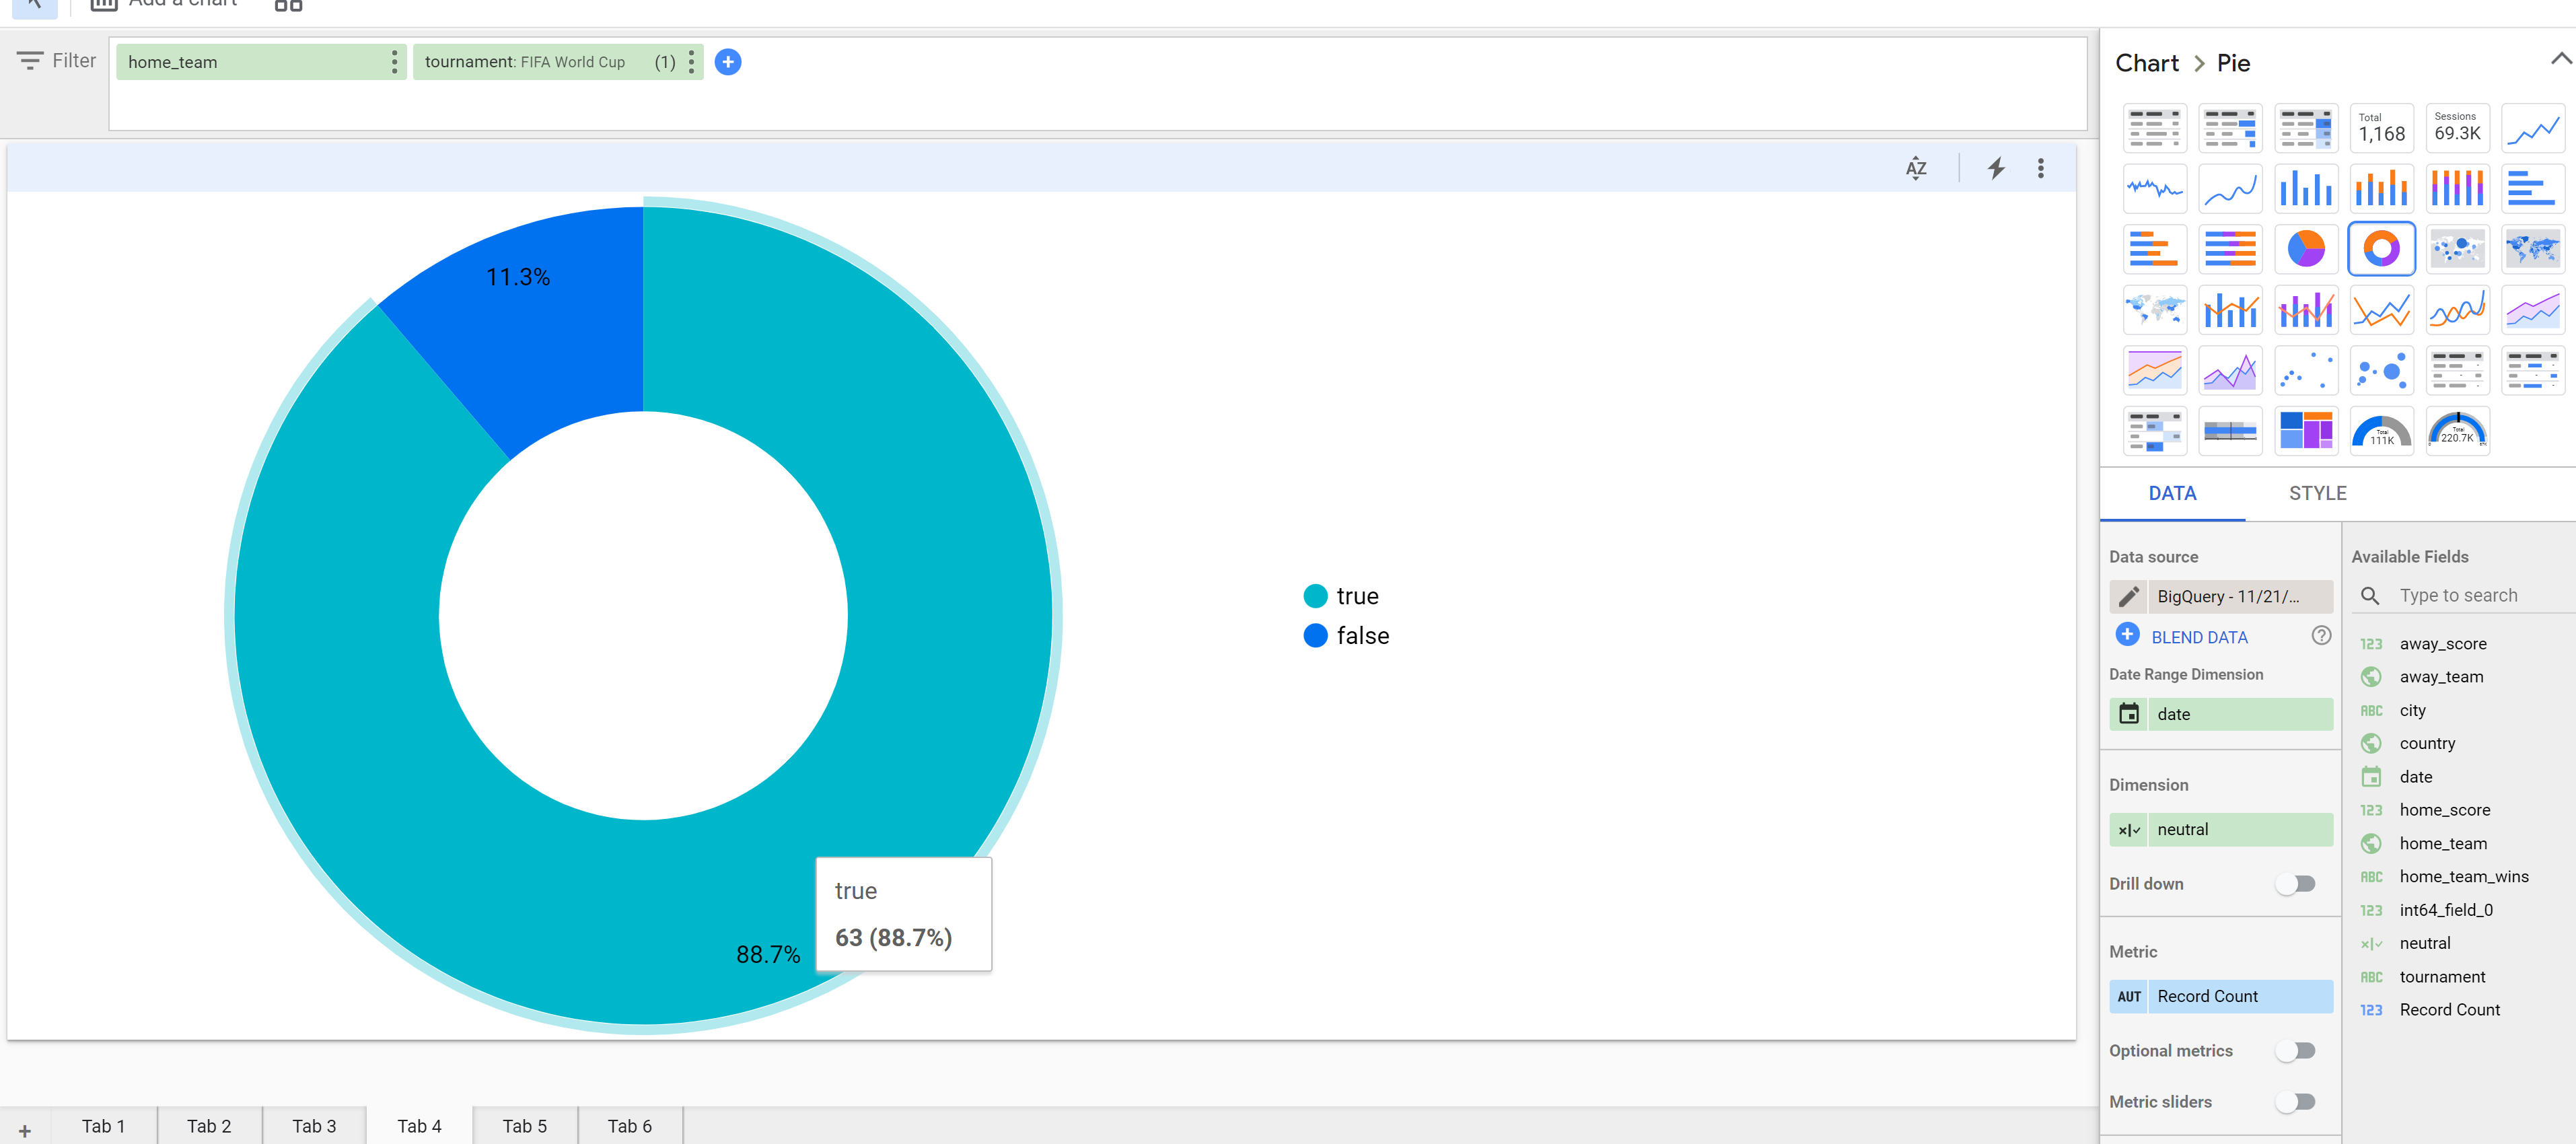 Add a chart
Filter
home_team
tournament: FIFA World Cup (1)
Chart > Pie
Total
1,168
Sessions
69.3K
Total
111K
Total
220.7K
11.3%
88.7%
true
63 (88.7%)
true
false
DATA
STYLE
Data source
BigQuery - 11/21/...
BLEND DATA
Date Range Dimension
date
Dimension
neutral
Drill down
Metric
AUT Record Count
Optional metrics
Metric sliders
Available Fields
Type to search
123 away_score
away_team
ABC city
country
date
123 home_score
home_team
ABC home_team_wins
123 int64_field_0
neutral
ABC tournament
123 Record Count
+ Tab 1 Tab 2 Tab 3 Tab 4 Tab 5 Tab 6